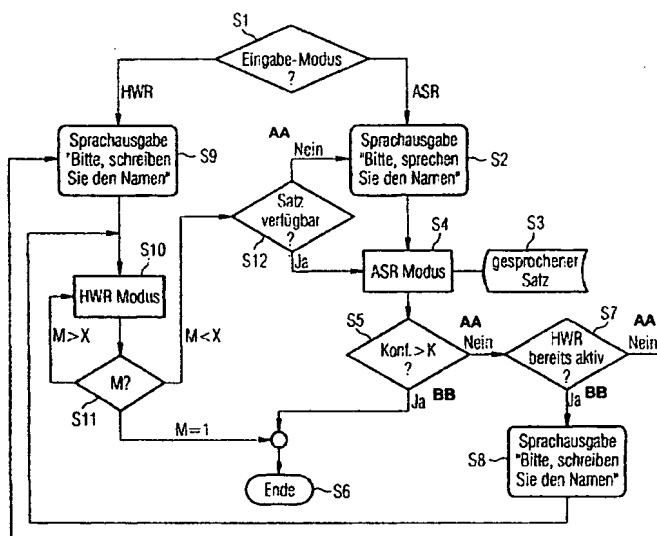 S1
Eingabe-Modus
?
HWR
ASR
Sprachausgabe
"Bitte, schreiben
Sie den Namen"
S9
AA
Nein
Sprachausgabe
"Bitte, sprechen
Sie den Namen"
S2
Satz
verfügbar
?
S12
Ja
S10
HWR Modus
M>X
M<X
S4
ASR Modus
S3
gesprochener
Satz
M?
S11
M=1
S5
Konf.>K
?
AA
Nein
Ja
BB
S7
HWR
bereits aktiv
?
AA
Nein
Ja
BB
S8
Sprachausgabe
"Bitte, schreiben
Sie den Namen"
Ende
S6